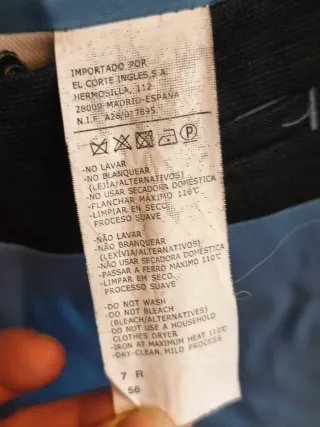 IMPORTADO POR
EL CORTE INGLES,S.A.
HERMOSILLA, 112
28009 MADRID-ESPAÑA
N.I.F. A28/017895
P
-NO LAVAR
-NO BLANQUEAR
(LEJÍA/ALTERNATIVOS)
-NO USAR SECADORA DOMÉSTICA
-PLANCHAR MÁXIMO 110°C
-LIMPIAR EN SECO.
PROCESO SUAVE
-NÃO LAVAR
-NÃO BRANQUEAR
(LEXÍVIA/ALTERNATIVOS)
-NÃO USAR SECADORA DOMÉSTICA
-PASSAR A FERRO MÁXIMO 110°C
-LIMPAR EM SECO.
PROCESSO SUAVE
-DO NOT WASH
-DO NOT BLEACH
(BLEACH/ALTERNATIVES)
-DO NOT USE A HOUSEHOLD
CLOTHES DRYER
-IRON AT MAXIMUM HEAT 110°C
-DRY-CLEAN, MILD PROCESS
7 R
56